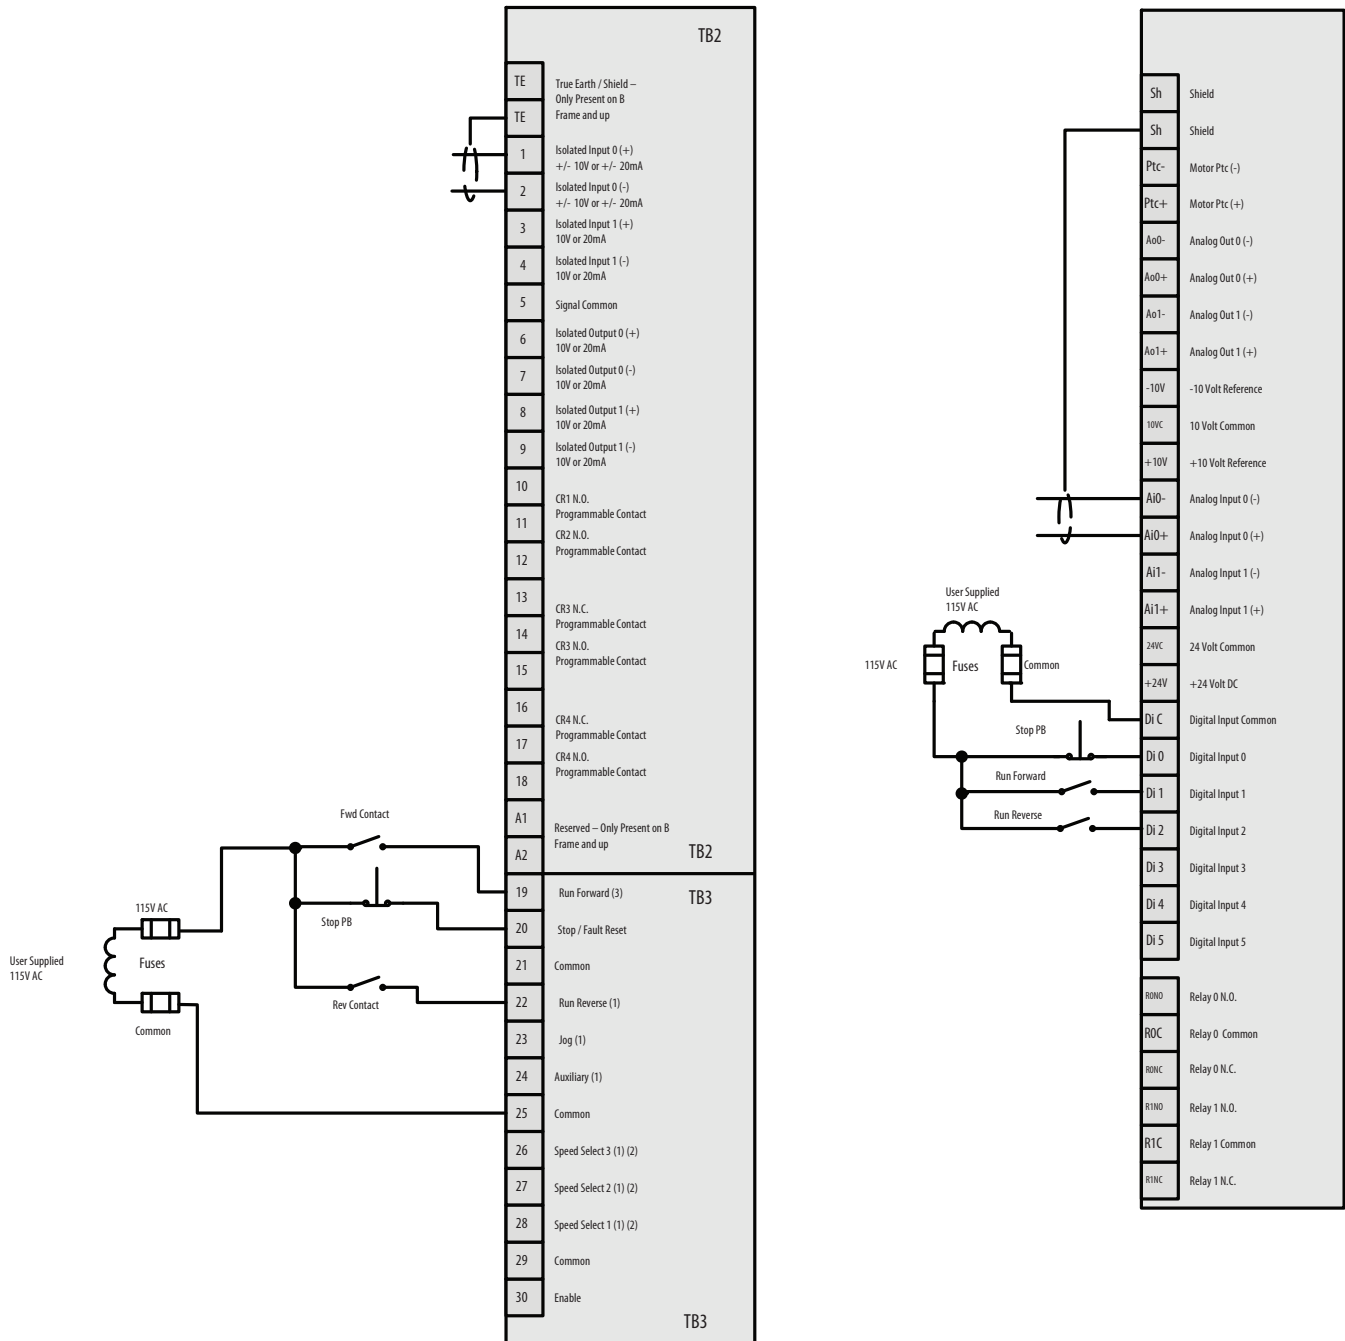 TB2
TE
True Earth / Shield –
Only Present on B
Frame and up
TE
1
Isolated Input 0 (+)
+/- 10V or +/- 20mA
2
Isolated Input 0 (-)
+/- 10V or +/- 20mA
3
Isolated Input 1 (+)
10V or 20mA
4
Isolated Input 1 (-)
10V or 20mA
5
Signal Common
6
Isolated Output 0 (+)
10V or 20mA
7
Isolated Output 0 (-)
10V or 20mA
8
Isolated Output 1 (+)
10V or 20mA
9
Isolated Output 1 (-)
10V or 20mA
10
CR1 N.O.
Programmable Contact
11
CR2 N.O.
Programmable Contact
12
13
CR3 N.C.
Programmable Contact
14
CR3 N.O.
Programmable Contact
15
16
CR4 N.C.
Programmable Contact
17
CR4 N.O.
Programmable Contact
18
A1
Reserved – Only Present on B
Frame and up
A2
TB2
TB3
19
Run Forward (3)
20
Stop / Fault Reset
21
Common
22
Run Reverse (1)
23
Jog (1)
24
Auxiliary (1)
25
Common
26
Speed Select 3 (1) (2)
27
Speed Select 2 (1) (2)
28
Speed Select 1 (1) (2)
29
Common
30
Enable
TB3
Fwd Contact
115V AC
Stop PB
User Supplied
115V AC
Fuses
Rev Contact
Common
Sh
Shield
Sh
Shield
Ptc-
Motor Ptc (-)
Ptc+
Motor Ptc (+)
Ao0-
Analog Out 0 (-)
Ao0+
Analog Out 0 (+)
Ao1-
Analog Out 1 (-)
Ao1+
Analog Out 1 (+)
-10V
-10 Volt Reference
10VC
10 Volt Common
+10V
+10 Volt Reference
Ai0-
Analog Input 0 (-)
Ai0+
Analog Input 0 (+)
Ai1-
Analog Input 1 (-)
Ai1+
Analog Input 1 (+)
24VC
24 Volt Common
+24V
+24 Volt DC
Di C
Digital Input Common
Di 0
Digital Input 0
Di 1
Digital Input 1
Di 2
Digital Input 2
Di 3
Digital Input 3
Di 4
Digital Input 4
Di 5
Digital Input 5
R0NO
Relay 0 N.O.
R0C
Relay 0 Common
R0NC
Relay 0 N.C.
R1NO
Relay 1 N.O.
R1C
Relay 1 Common
R1NC
Relay 1 N.C.
User Supplied
115V AC
115V AC
Fuses
Common
Stop PB
Run Forward
Run Reverse